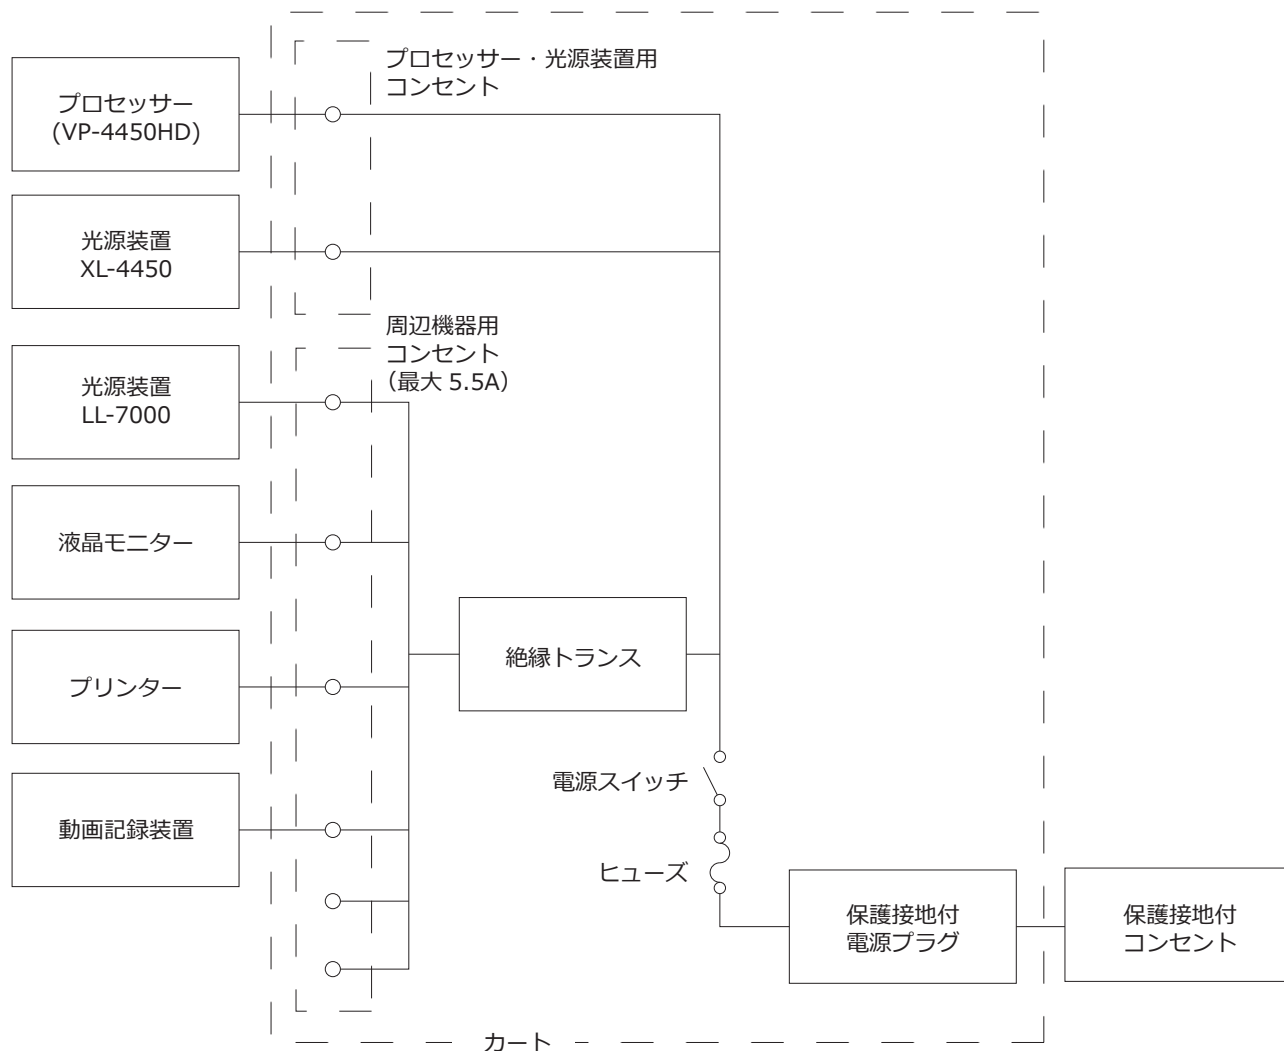 プロセッサー・光源装置用
コンセント
プロセッサー
(VP-4450HD)
光源装置
XL-4450
周辺機器用
コンセント
（最大 5.5A）
光源装置
LL-7000
液晶モニター
絶縁トランス
プリンター
電源スイッチ
動画記録装置
ヒューズ
保護接地付
電源プラグ
保護接地付
コンセント
カート